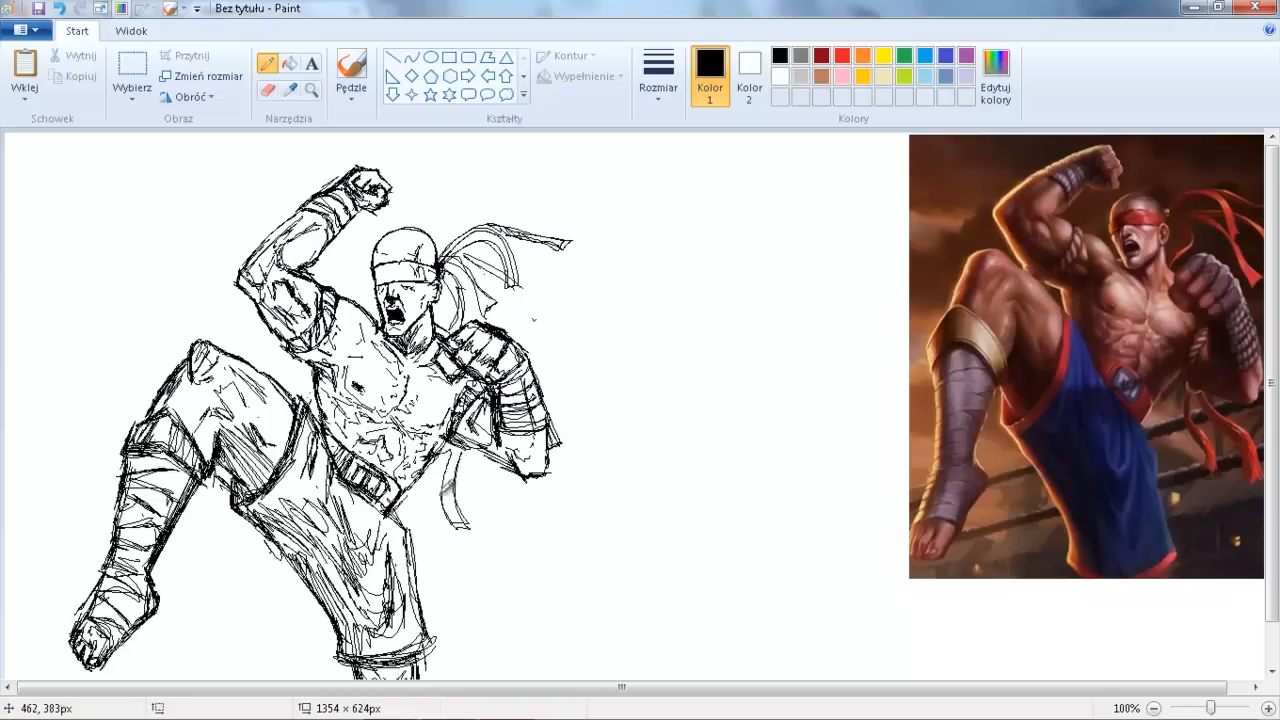 Bez tytułu - Paint
Start Widok
Wklej
Wytnij
Kopiuj
Schowek
Wybierz
Przytnij
Zmien rozmiar
Obróć
Obraz
Narzędzia
Pędzle
Kontur
Wypełnienie
Kształty
Rozmiar
Kolor
1
Kolor
2
Edytuj
kolory
Kolory
462, 383px
1354 × 624px
100%